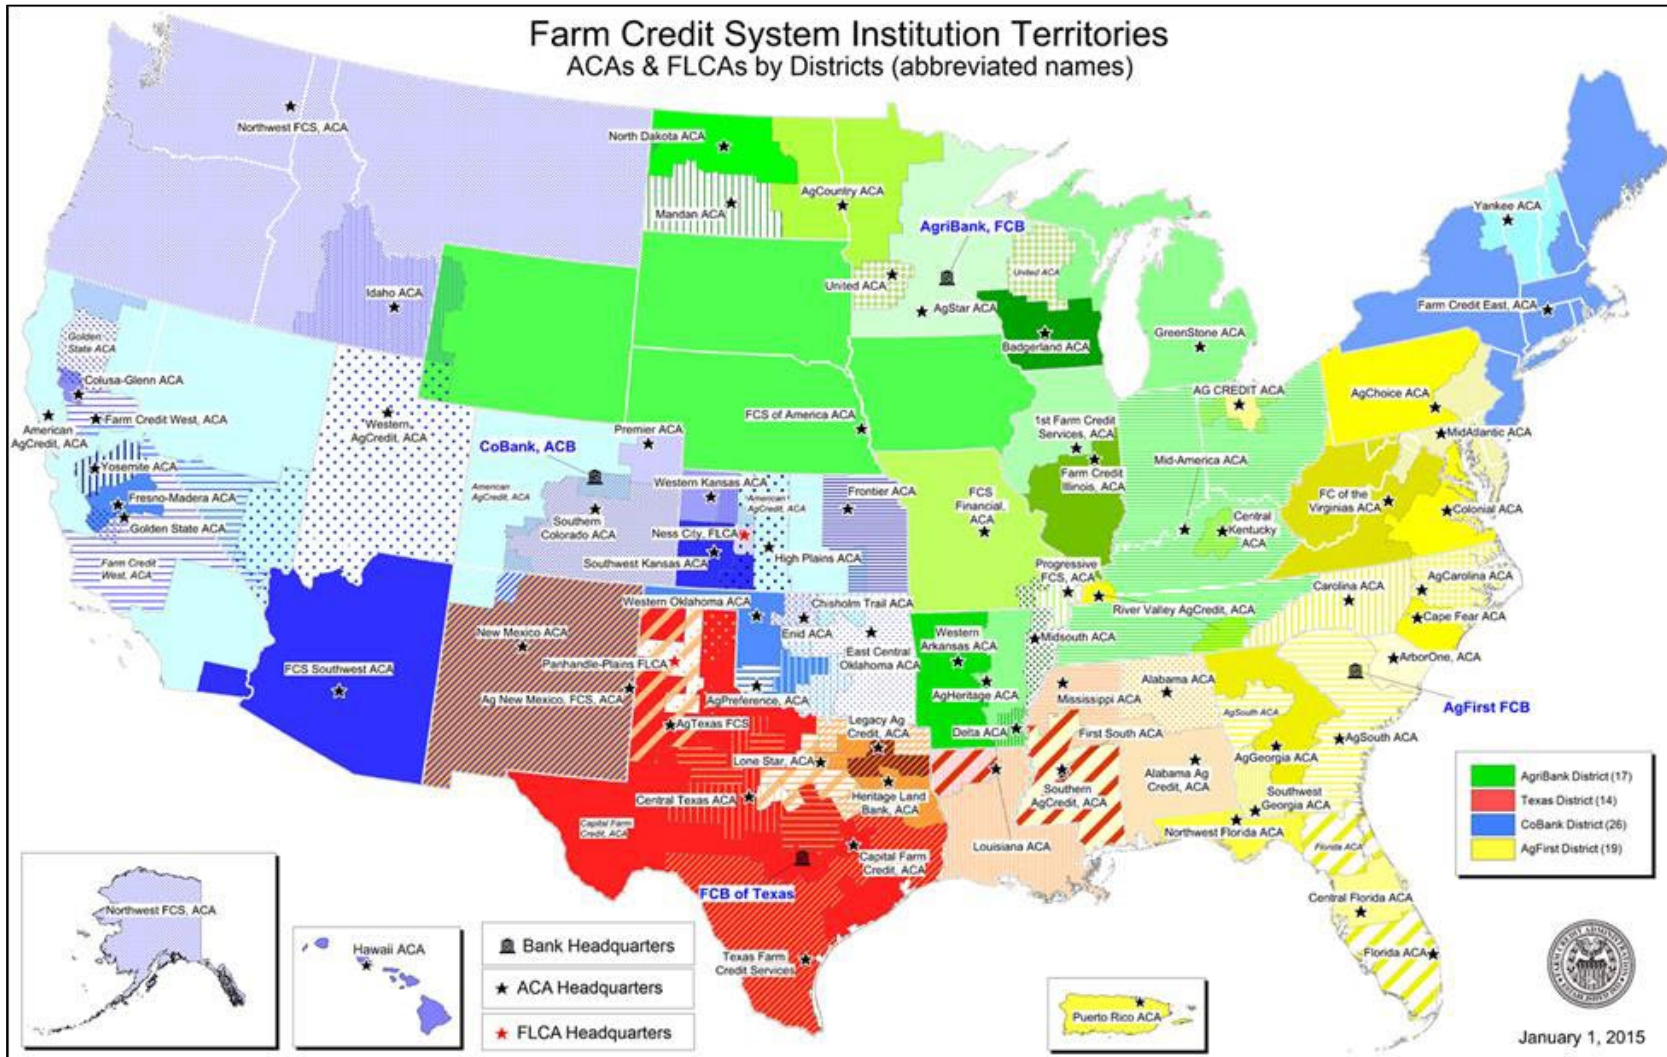 Farm Credit System Institution Territories
ACAs & FLCAs by Districts (abbreviated names)
Northwest FCS, ACA
North Dakota ACA
Mandan ACA
AgCountry ACA
AgriBank, FCB
United ACA
United ACA
AgStar ACA
Badgerland ACA
GreenStone ACA
Yankee ACA
Farm Credit East, ACA
Idaho ACA
Golden
State ACA
Colusa-Glenn ACA
Farm Credit West, ACA
American
AgCredit, ACA
Western
AgCredit, ACA
Yosemite ACA
Fresno-Madera ACA
Golden State ACA
Farm Credit
West, ACA
CoBank, ACB
Premier ACA
American
AgCredit, ACA
Southern
Colorado ACA
FCS of America ACA
Western Kansas ACA
American
AgCredit, ACA
Frontier ACA
Ness City, FLCA
High Plains ACA
Southwest Kansas ACA
1st Farm Credit
Services, ACA
Farm Credit
Illinois, ACA
FCS
Financial,
ACA
AG CREDIT ACA
Mid-America ACA
Central
Kentucky
ACA
AgChoice ACA
MidAtlantic ACA
FC of the
Virginias ACA
Colonial ACA
Progressive
FCS, ACA
River Valley AgCredit, ACA
Carolina ACA
AgCarolina ACA
Cape Fear ACA
ArborOne, ACA
AgFirst FCB
Western Oklahoma ACA
Chisholm Trail ACA
Enid ACA
East Central
Oklahoma ACA
AgPreference, ACA
Western
Arkansas ACA
Midsouth ACA
AgHeritage ACA
Delta ACA
FCS Southwest ACA
New Mexico ACA
Panhandle-Plains FLCA
Ag New Mexico, FCS, ACA
AgTexas FCS
Legacy Ag
Credit, ACA
Lone Star, ACA
Central Texas ACA
Heritage Land
Bank, ACA
Capital Farm
Credit, ACA
Capital Farm
Credit, ACA
FCB of Texas
Texas Farm
Credit Services
Mississippi ACA
Alabama ACA
First South ACA
Southern
AgCredit, ACA
Alabama Ag
Credit, ACA
Louisiana ACA
AgSouth ACA
AgGeorgia ACA
AgSouth ACA
Southwest
Georgia ACA
Northwest Florida ACA
Florida ACA
Central Florida ACA
Florida ACA
Northwest FCS, ACA
Hawaii ACA
Puerto Rico ACA
Bank Headquarters
ACA Headquarters
FLCA Headquarters
AgriBank District (17)
Texas District (14)
CoBank District (26)
AgFirst District (19)
January 1, 2015